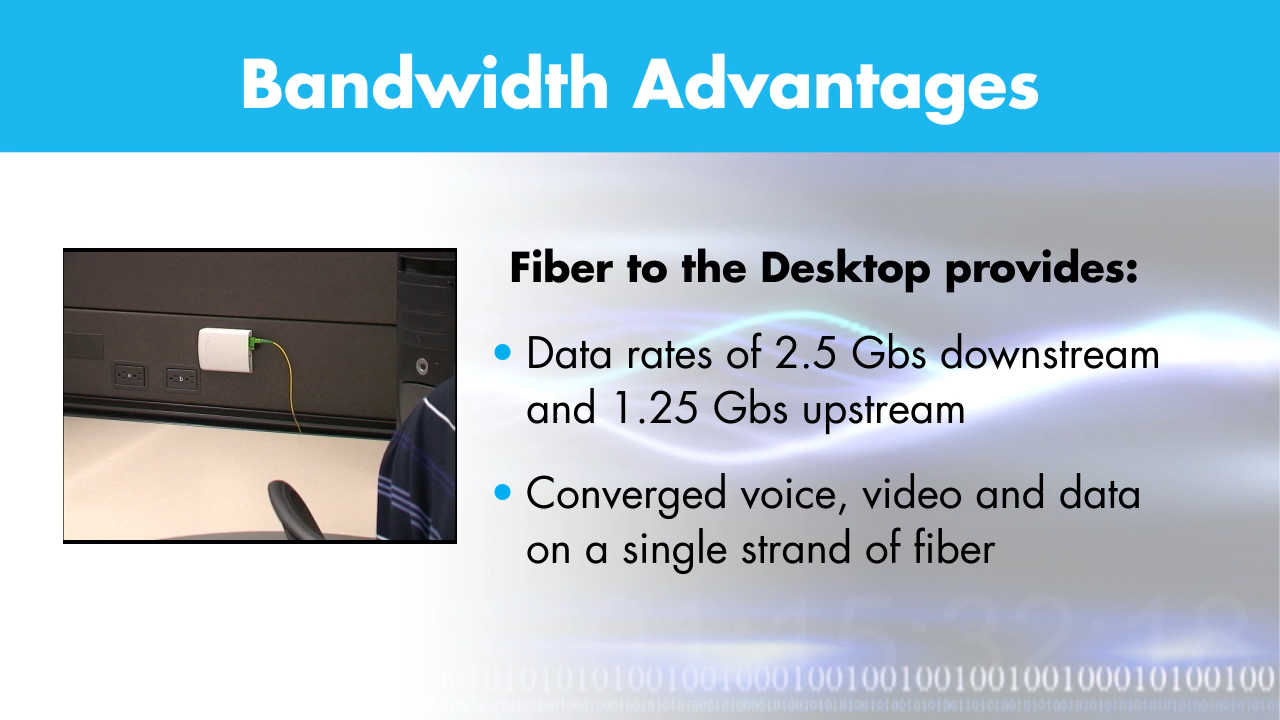 Bandwidth Advantages
Fiber to the Desktop provides:
• Data rates of 2.5 Gbs downstream
and 1.25 Gbs upstream
• Converged voice, video and data
on a single strand of fiber